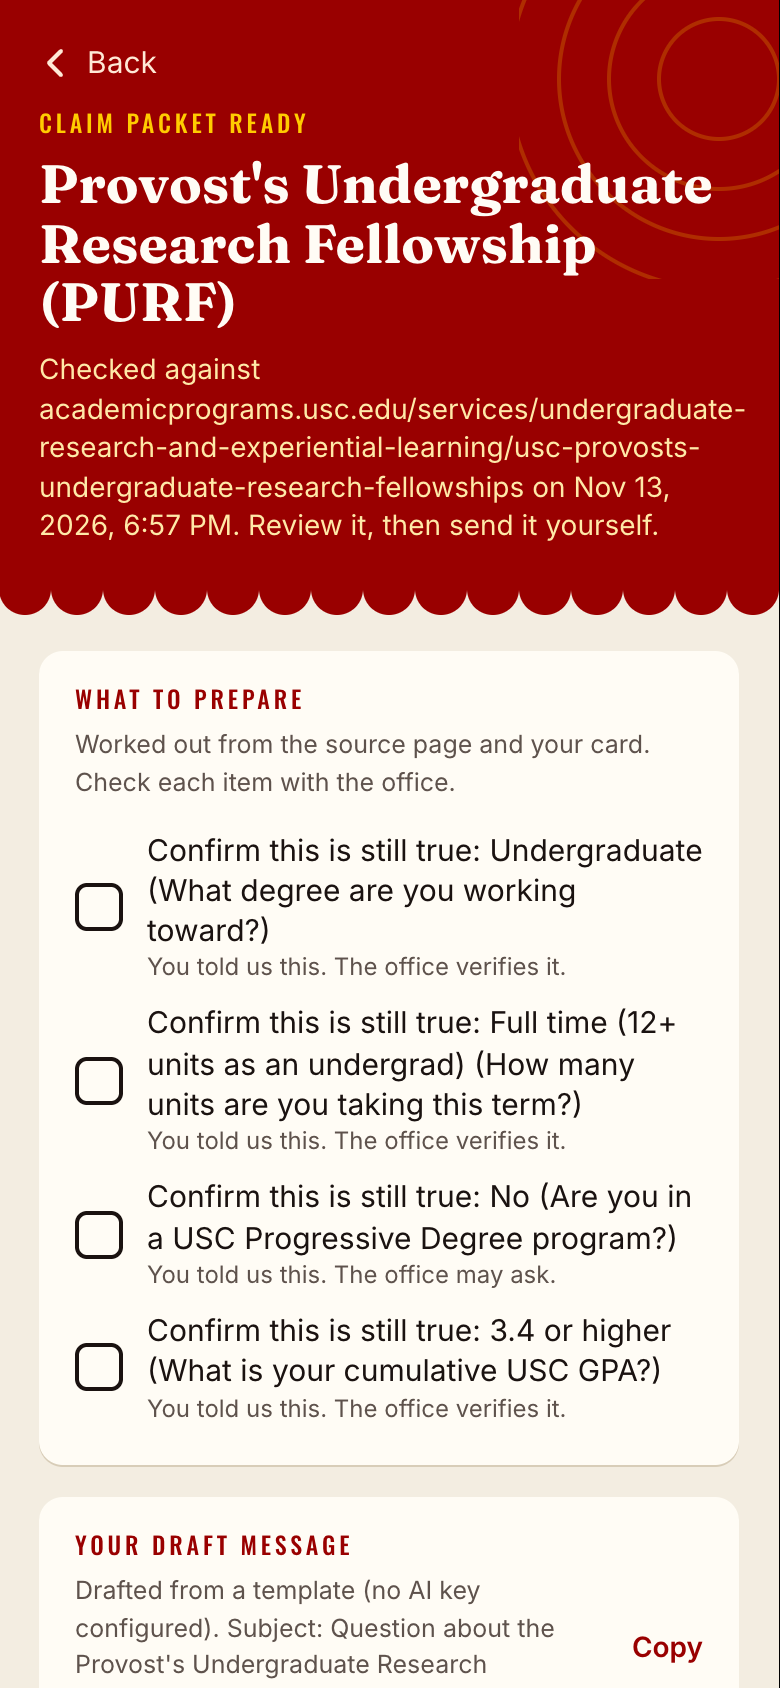 Back
CLAIM PACKET READY
Provost's Undergraduate
Research Fellowship
(PURF)
Checked against
academicprograms.usc.edu/services/undergraduate-
research-and-experiential-learning/usc-provosts-
undergraduate-research-fellowships on Nov 13,
2026, 6:57 PM. Review it, then send it yourself.
WHAT TO PREPARE
Worked out from the source page and your card.
Check each item with the office.
Confirm this is still true: Undergraduate
(What degree are you working
toward?)
You told us this. The office verifies it.
Confirm this is still true: Full time (12+
units as an undergrad) (How many
units are you taking this term?)
You told us this. The office verifies it.
Confirm this is still true: No (Are you in
a USC Progressive Degree program?)
You told us this. The office may ask.
Confirm this is still true: 3.4 or higher
(What is your cumulative USC GPA?)
You told us this. The office verifies it.
YOUR DRAFT MESSAGE
Drafted from a template (no AI key
configured). Subject: Question about the
Provost's Undergraduate Research
Copy